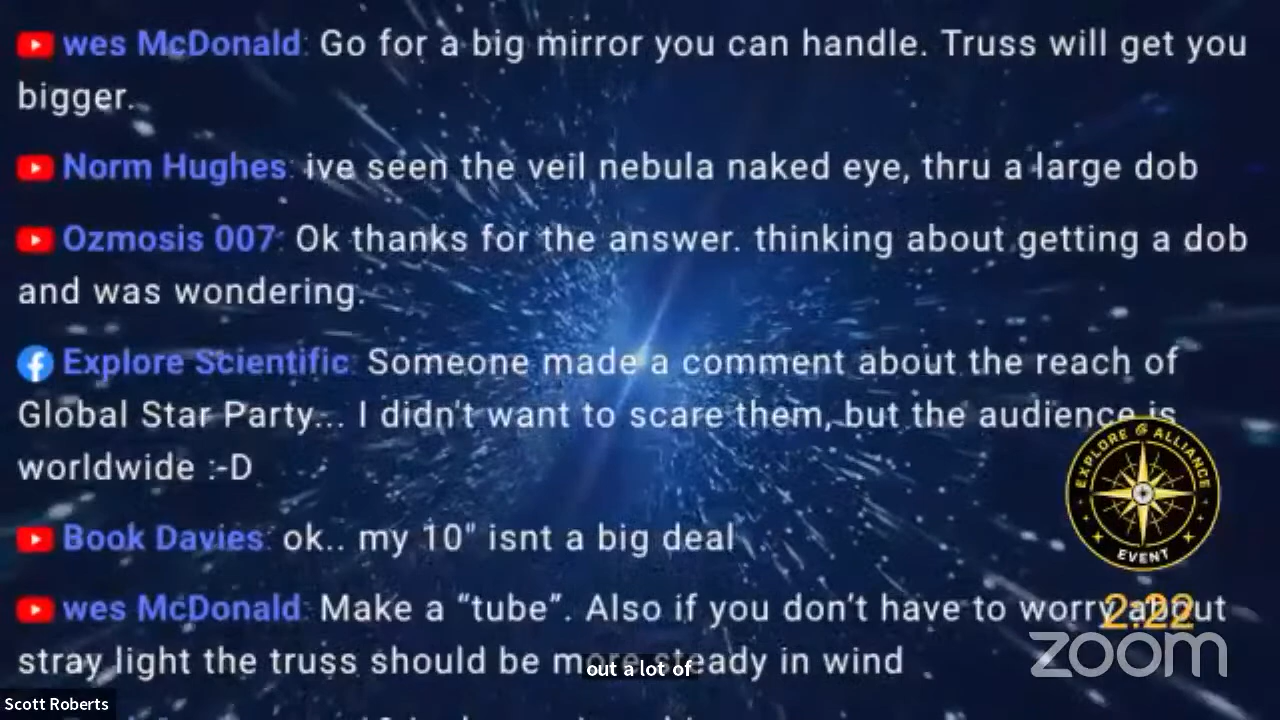 wes McDonald: Go for a big mirror you can handle. Truss will get you
bigger.
Norm Hughes: ive seen the veil nebula naked eye, thru a large dob
Ozmosis 007: Ok thanks for the answer. thinking about getting a dob
and was wondering.
Explore Scientific: Someone made a comment about the reach of
Global Star Party... I didn't want to scare them, but the audience is
worldwide :-D
EXPLORE ALLIANCE
EVENT
Book Davies: ok.. my 10" isnt a big deal
wes McDonald: Make a “tube”. Also if you don’t have to worry about
2:22
stray light the truss should be more steady in wind
out a lot of
zoom
Scott Roberts